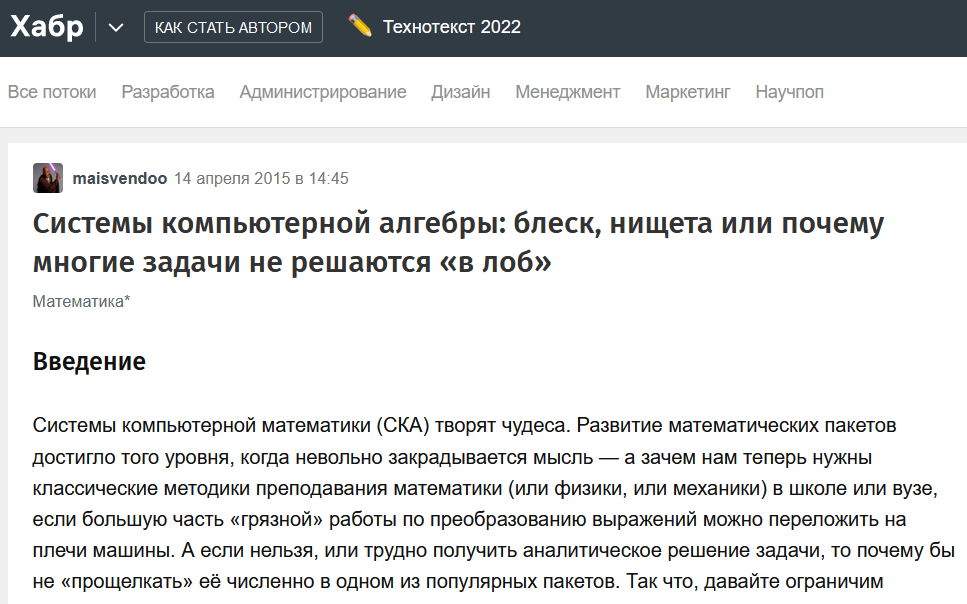 Хабр
КАК СТАТЬ АВТОРОМ
Технотекст 2022
Все потоки Разработка Администрирование Дизайн Менеджмент Маркетинг Научпоп
maisvendoo 14 апреля 2015 в 14:45
Системы компьютерной алгебры: блеск, нищета или почему
многие задачи не решаются «в лоб»
Математика*
Введение
Системы компьютерной математики (СКА) творят чудеса. Развитие математических пакетов
достигло того уровня, когда невольно закрадывается мысль — а зачем нам теперь нужны
классические методики преподавания математики (или физики, или механики) в школе или вузе,
если большую часть «грязной» работы по преобразованию выражений можно переложить на
плечи машины. А если нельзя, или трудно получить аналитическое решение задачи, то почему бы
не «прощелкать» её численно в одном из популярных пакетов. Так что, давайте ограничим